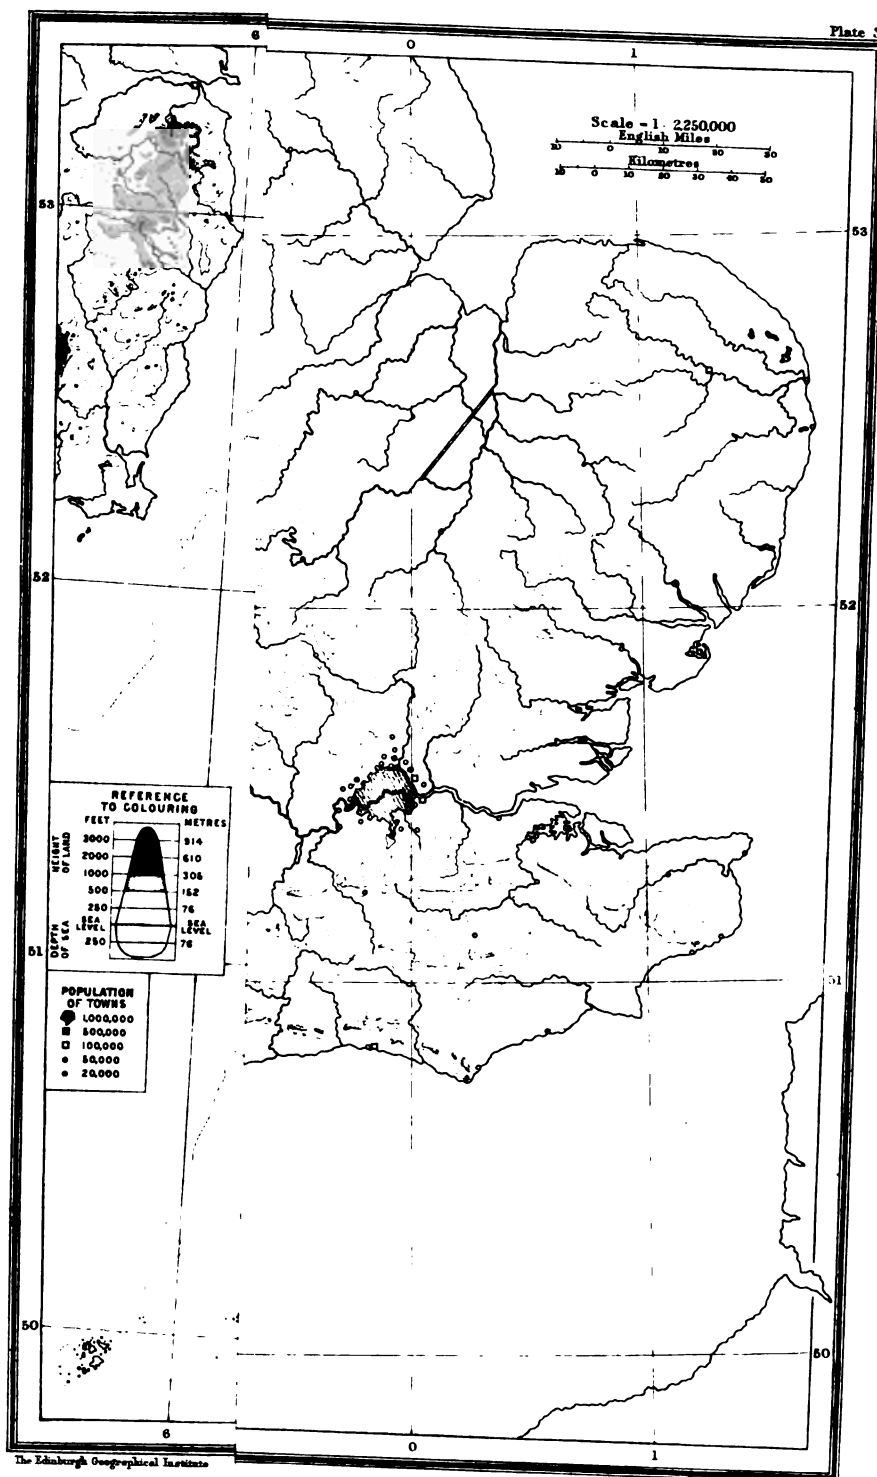 Plate
6 0 1
Scale = 1 : 2,250,000
English Miles
10 0 10 20 30
Kilometres
10 0 10 20 30 40 50
53 53
52 52
REFERENCE
TO COLOURING
FEET METRES
HEIGHT OF LAND
3000 914
2000 610
1000 305
500 152
250 76
SEA LEVEL SEA LEVEL
DEPTH OF SEA
250 76
51 51
POPULATION
OF TOWNS
1,000,000
500,000
100,000
50,000
20,000
50 50
6 0 1
The Edinburgh Geographical Institute